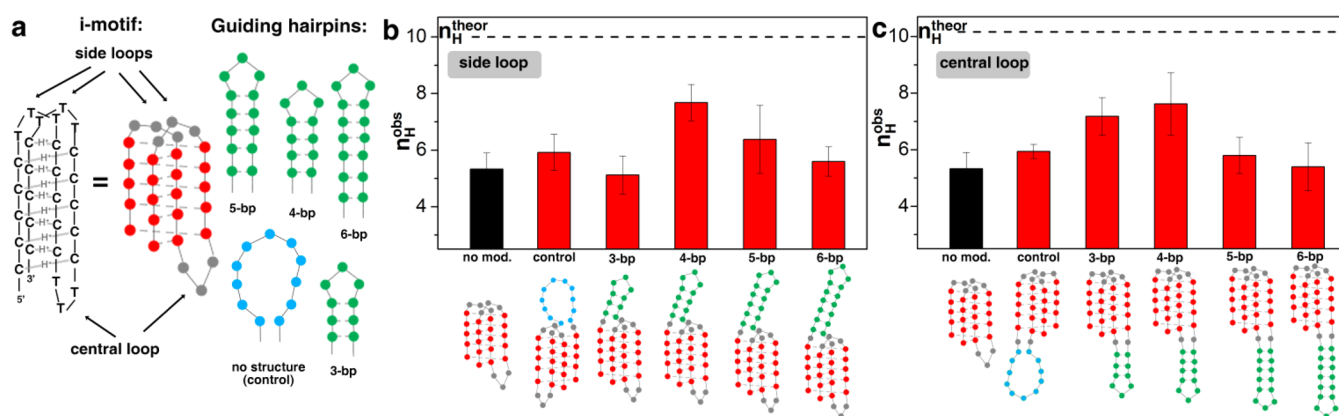 a
i-motif:
side loops
Guiding hairpins:
5'
3'
=
central loop
5-bp
4-bp
6-bp
no structure
(control)
3-bp
b
n_H^theor
10
8
6
4
n_H^obs
side loop
no mod.
control
3-bp
4-bp
5-bp
6-bp
c
n_H^theor
10
8
6
4
n_H^obs
central loop
no mod.
control
3-bp
4-bp
5-bp
6-bp